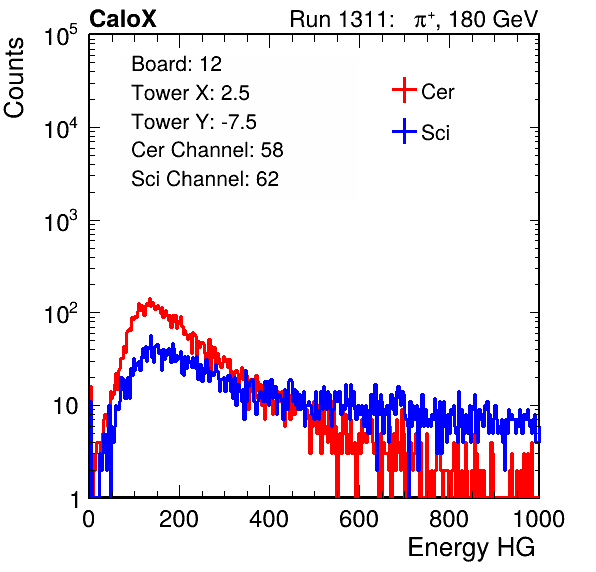 CaloX Run 1311: π⁺, 180 GeV
Counts
Board: 12
Tower X: 2.5
Tower Y: -7.5
Cer Channel: 58
Sci Channel: 62
Cer
Sci
10⁵
10⁴
10³
10²
10
1
0 200 400 600 800 1000
Energy HG